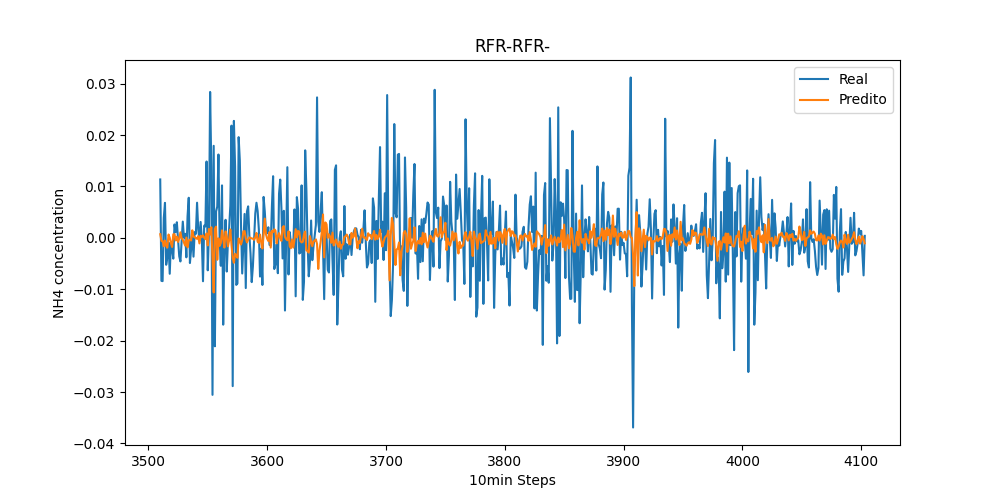 RFR-RFR-
Real
Predito
NH4 concentration
0.03
0.02
0.01
0.00
−0.01
−0.02
−0.03
−0.04
3500 3600 3700 3800 3900 4000 4100
10min Steps